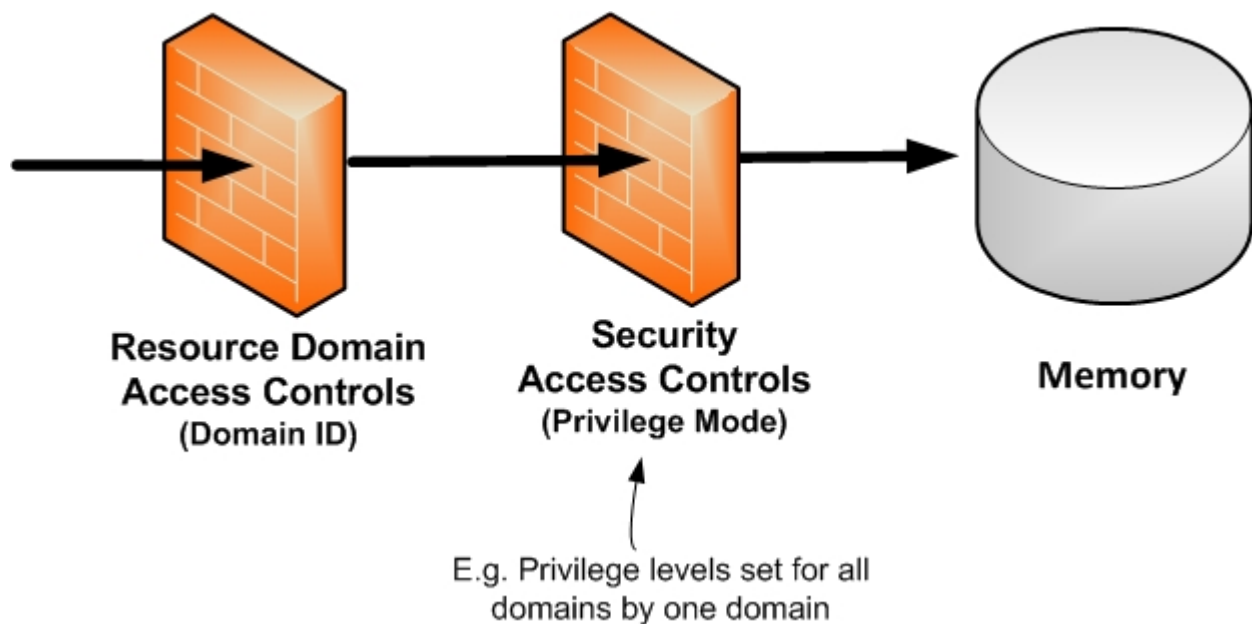 Resource Domain
Access Controls
(Domain ID)
Security
Access Controls
(Privilege Mode)
Memory
E.g. Privilege levels set for all
domains by one domain